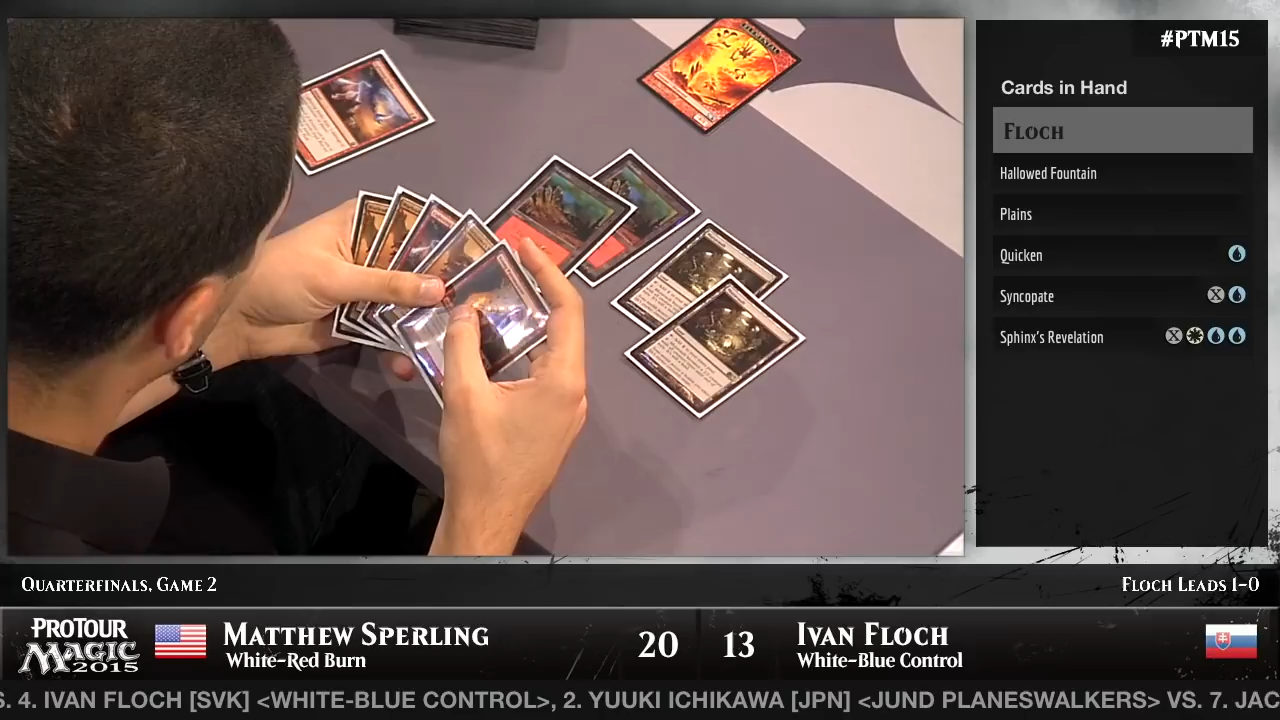 #PTM15
Cards in Hand
Floch
Hallowed Fountain
Plains
Quicken
Syncopate X
Sphinx's Revelation X
Quarterfinals, Game 2
Floch Leads 1-0
Pro Tour
Magic
2015
Matthew Sperling
White-Red Burn
20
13
Ivan Floch
White-Blue Control
S. 4. IVAN FLOCH [SVK] <WHITE-BLUE CONTROL>, 2. YUUKI ICHIKAWA [JPN] <JUND PLANESWALKERS> VS. 7. JAC